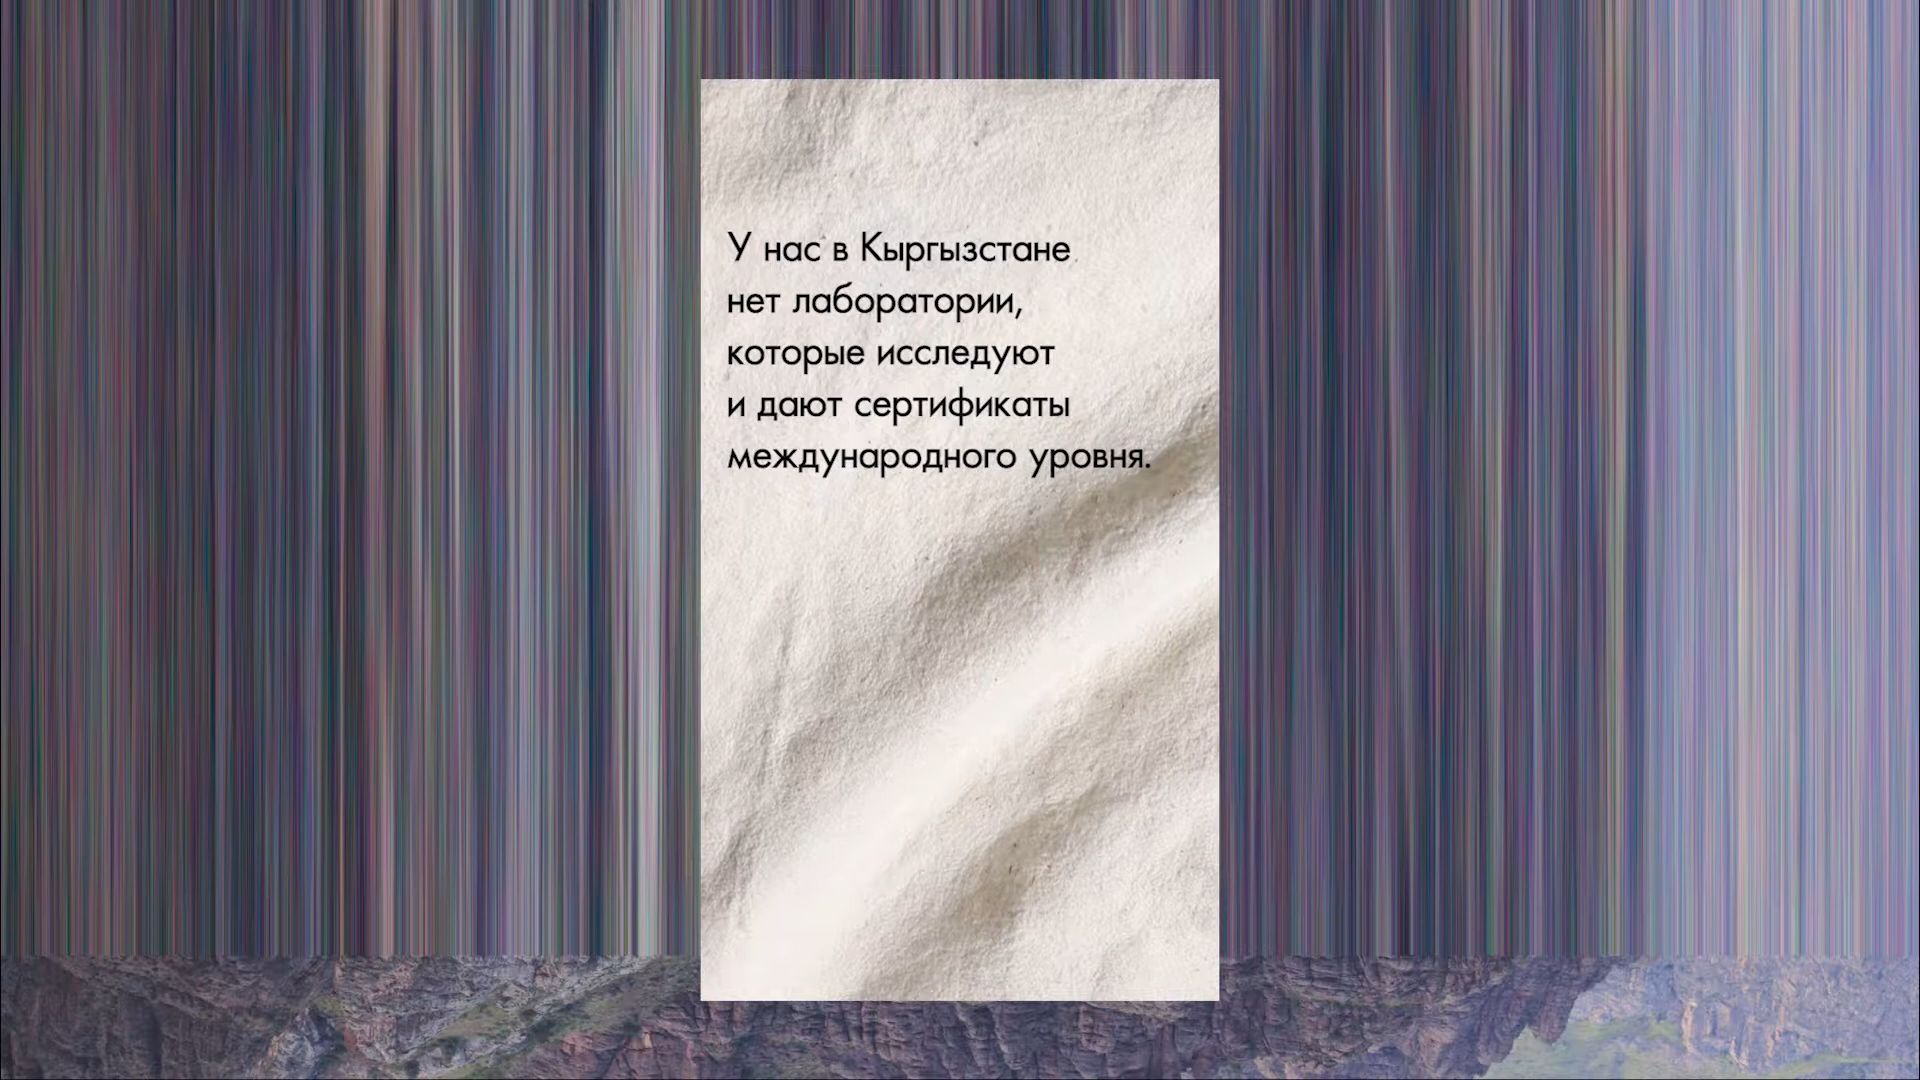 У нас в Кыргызстане
нет лаборатории,
которые исследуют
и дают сертификаты
международного уровня.